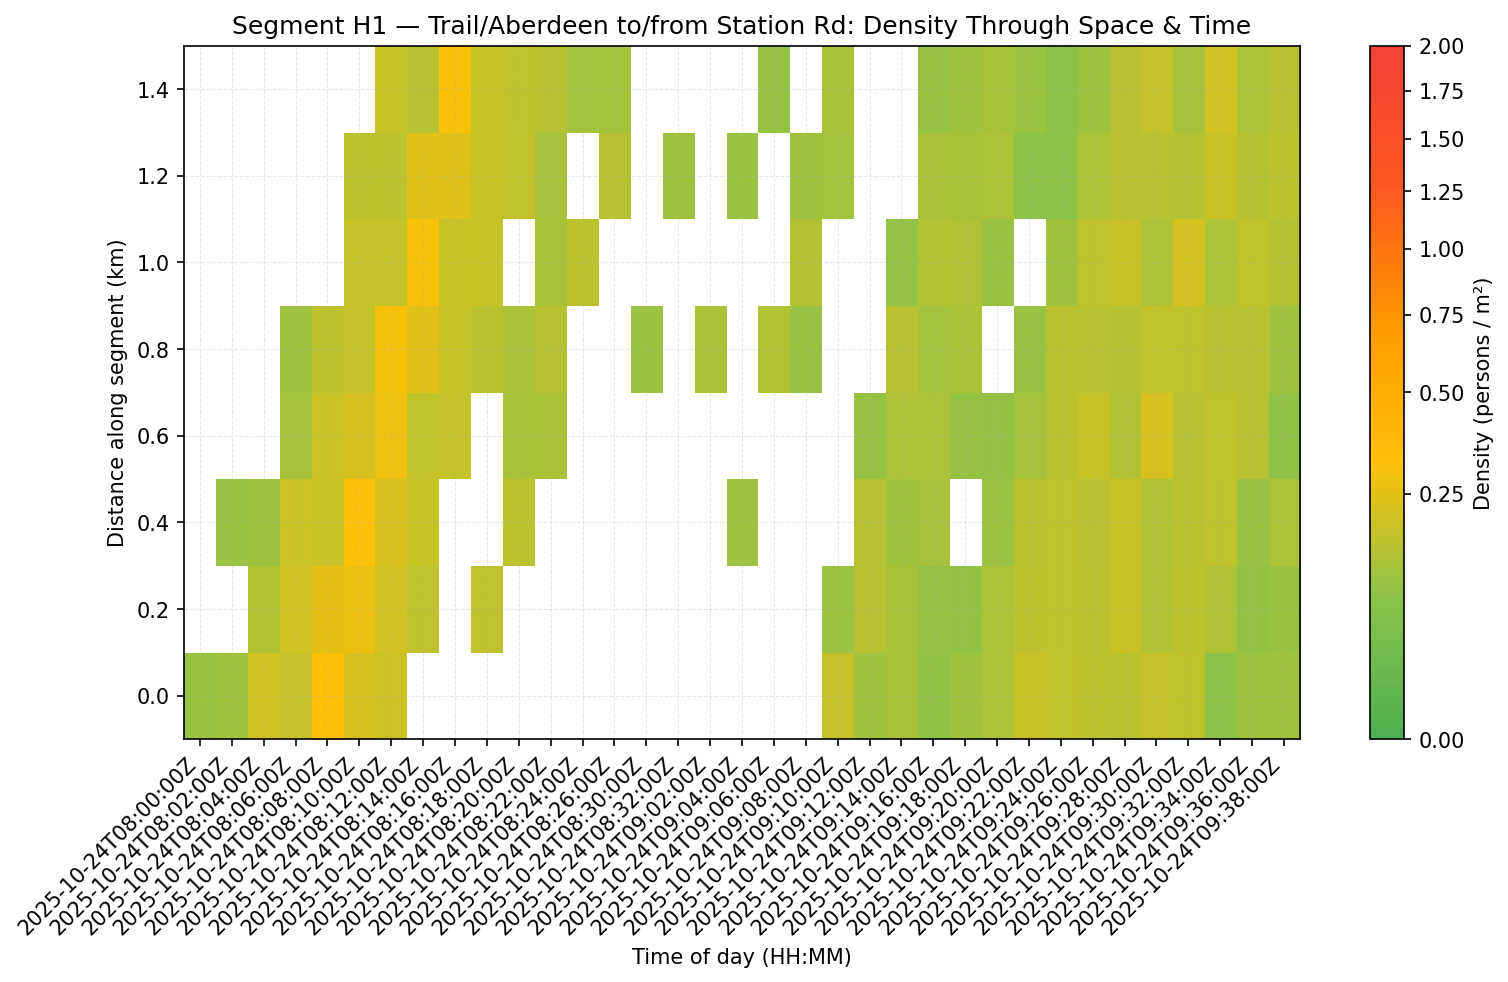 Segment H1 — Trail/Aberdeen to/from Station Rd: Density Through Space & Time
Distance along segment (km)
1.4
1.2
1.0
0.8
0.6
0.4
0.2
0.0
2025-10-24T08:00:00Z
2025-10-24T08:02:00Z
2025-10-24T08:04:00Z
2025-10-24T08:06:00Z
2025-10-24T08:08:00Z
2025-10-24T08:10:00Z
2025-10-24T08:12:00Z
2025-10-24T08:14:00Z
2025-10-24T08:16:00Z
2025-10-24T08:18:00Z
2025-10-24T08:20:00Z
2025-10-24T08:22:00Z
2025-10-24T08:24:00Z
2025-10-24T08:26:00Z
2025-10-24T08:30:00Z
2025-10-24T08:32:00Z
2025-10-24T09:02:00Z
2025-10-24T09:04:00Z
2025-10-24T09:06:00Z
2025-10-24T09:08:00Z
2025-10-24T09:10:00Z
2025-10-24T09:12:00Z
2025-10-24T09:14:00Z
2025-10-24T09:16:00Z
2025-10-24T09:18:00Z
2025-10-24T09:20:00Z
2025-10-24T09:22:00Z
2025-10-24T09:24:00Z
2025-10-24T09:26:00Z
2025-10-24T09:28:00Z
2025-10-24T09:30:00Z
2025-10-24T09:32:00Z
2025-10-24T09:34:00Z
2025-10-24T09:36:00Z
2025-10-24T09:38:00Z
Time of day (HH:MM)
2.00
1.75
1.50
1.25
1.00
0.75
0.50
0.25
0.00
Density (persons / m²)